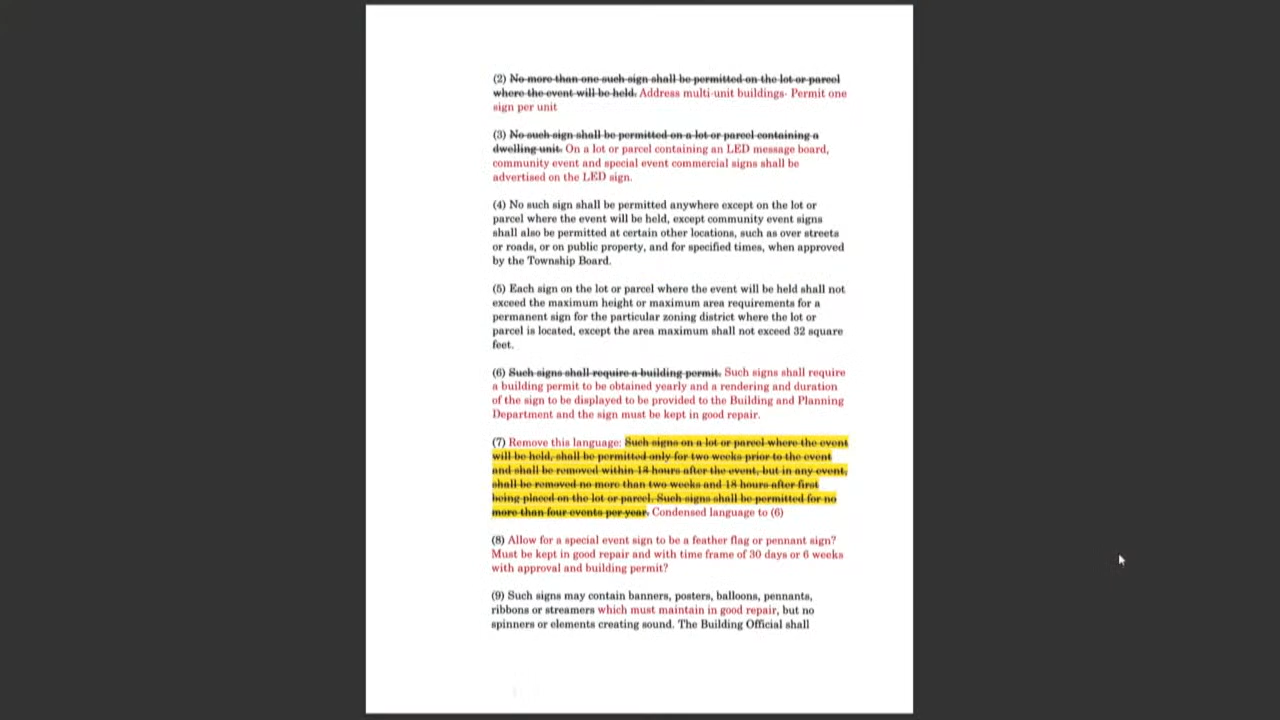 (2) No more than one such sign shall be permitted on the lot or parcel
where the event will be held. Address multi-unit buildings- Permit one
sign per unit
(3) No such sign shall be permitted on a lot or parcel containing a
dwelling unit. On a lot or parcel containing an LED message board,
community event and special event commercial signs shall be
advertised on the LED sign.
(4) No such sign shall be permitted anywhere except on the lot or
parcel where the event will be held, except community event signs
shall also be permitted at certain other locations, such as over streets
or roads, or on public property, and for specified times, when approved
by the Township Board.
(5) Each sign on the lot or parcel where the event will be held shall not
exceed the maximum height or maximum area requirements for a
permanent sign for the particular zoning district where the lot or
parcel is located, except the area maximum shall not exceed 32 square
feet.
(6) Such signs shall require a building permit. Such signs shall require
a building permit to be obtained yearly and a rendering and duration
of the sign to be displayed to be provided to the Building and Planning
Department and the sign must be kept in good repair.
(7) Remove this language: Such signs on a lot or parcel where the event
will be held, shall be permitted only for two weeks prior to the event
and shall be removed within 18 hours after the event, but in any event,
shall be removed no more than two weeks and 18 hours after first
being placed on the lot or parcel. Such signs shall be permitted for no
more than four events per year. Condensed language to (6)
(8) Allow for a special event sign to be a feather flag or pennant sign?
Must be kept in good repair and with time frame of 30 days or 6 weeks
with approval and building permit?
(9) Such signs may contain banners, posters, balloons, pennants,
ribbons or streamers which must maintain in good repair, but no
spinners or elements creating sound. The Building Official shall